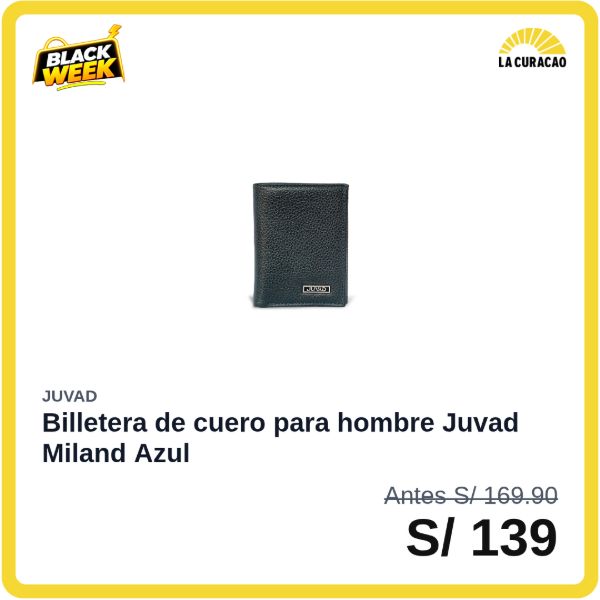 BLACK
WEEK
LA CURACAO
JUVAD
JUVAD
Billetera de cuero para hombre Juvad
Miland Azul
Antes S/ 169.90
S/ 139